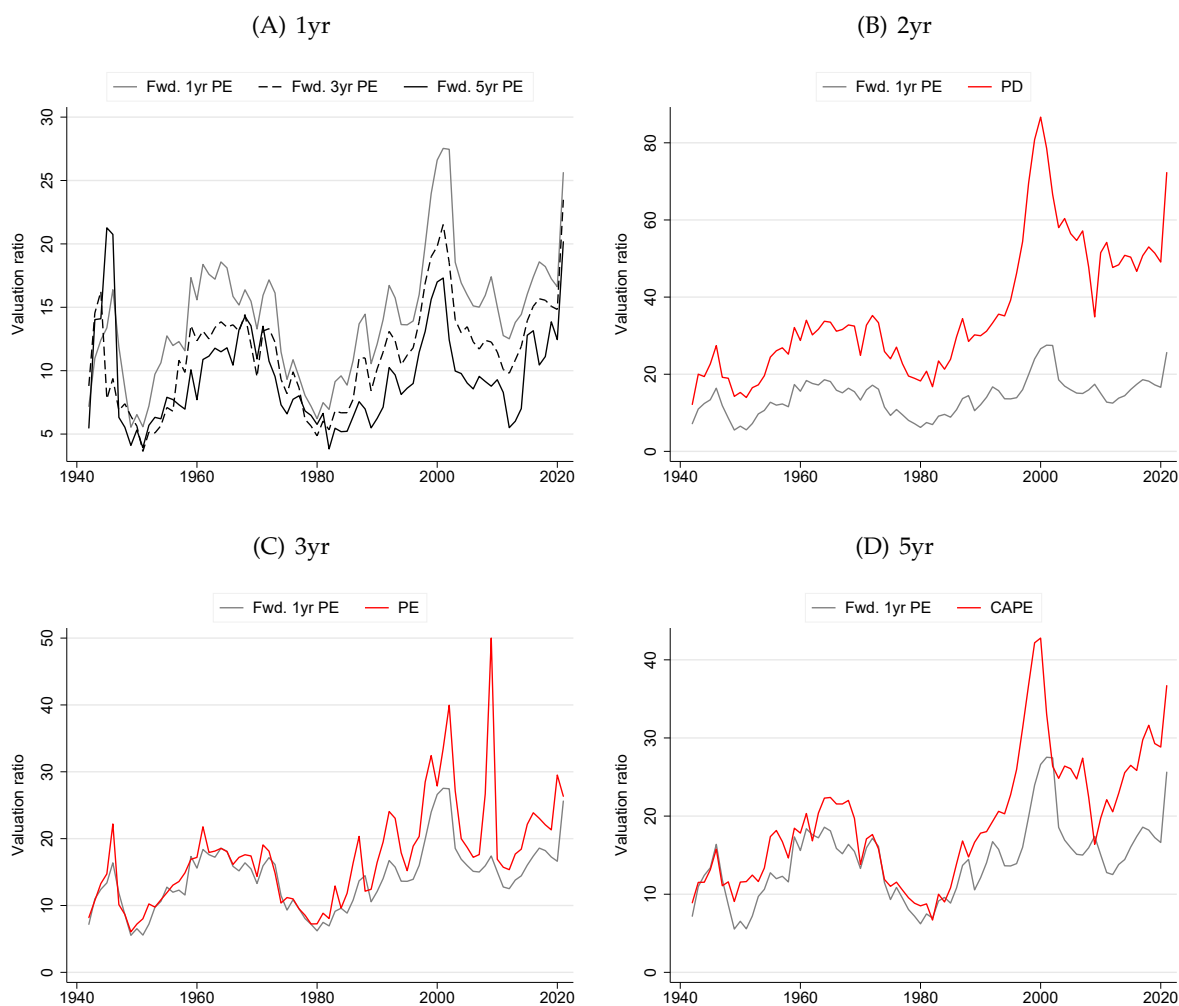 (A) 1yr
Fwd. 1yr PE Fwd. 3yr PE Fwd. 5yr PE
Valuation ratio
30
25
20
15
10
5
1940 1960 1980 2000 2020
(B) 2yr
Fwd. 1yr PE PD
Valuation ratio
80
60
40
20
0
1940 1960 1980 2000 2020
(C) 3yr
Fwd. 1yr PE PE
Valuation ratio
50
40
30
20
10
0
1940 1960 1980 2000 2020
(D) 5yr
Fwd. 1yr PE CAPE
Valuation ratio
40
30
20
10
0
1940 1960 1980 2000 2020